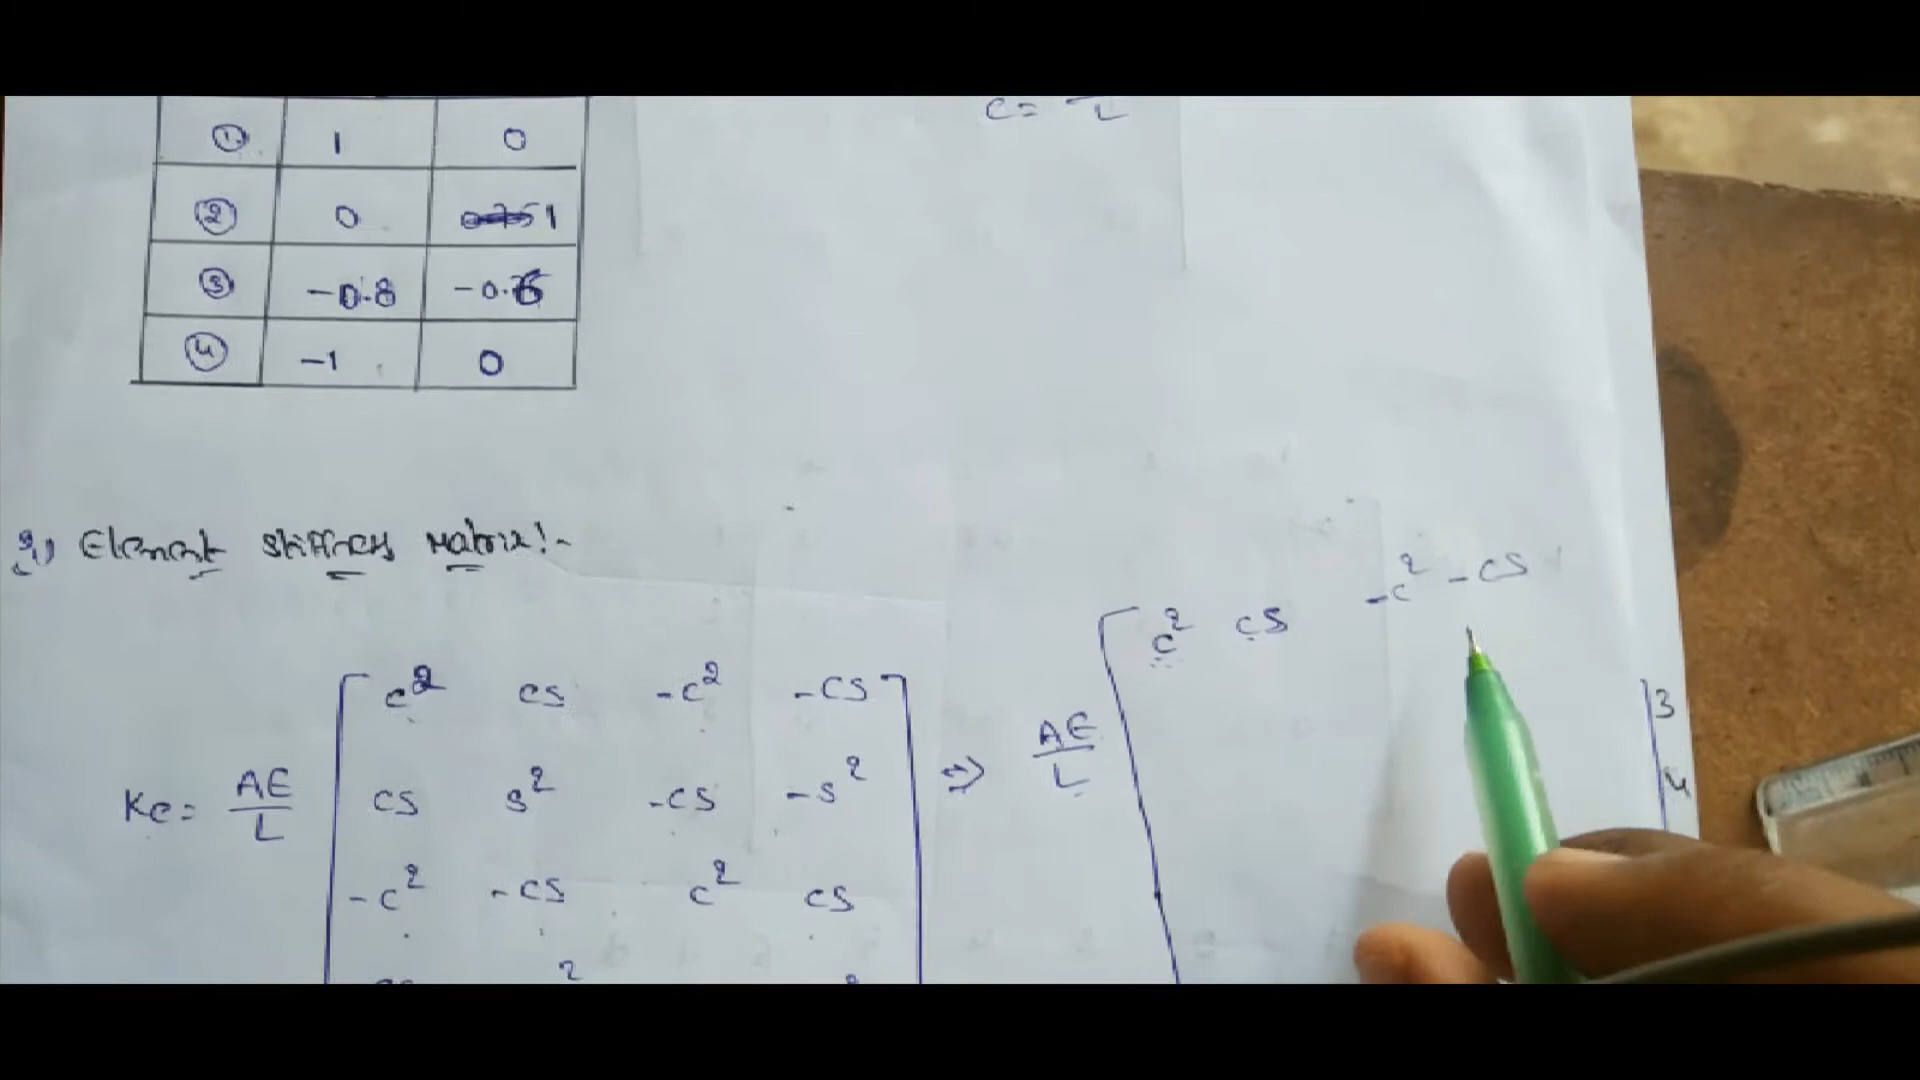 c = — L
① 1 0
② 0 1
③ -0.8 -0.6
④ -1 0
2) Element stiffness matrix:-
-c² -cs
c² cs
c² cs -c² -cs
3
Ke = AE/L
AE/L
cs s² -cs -s²
4
-c² -cs c² cs